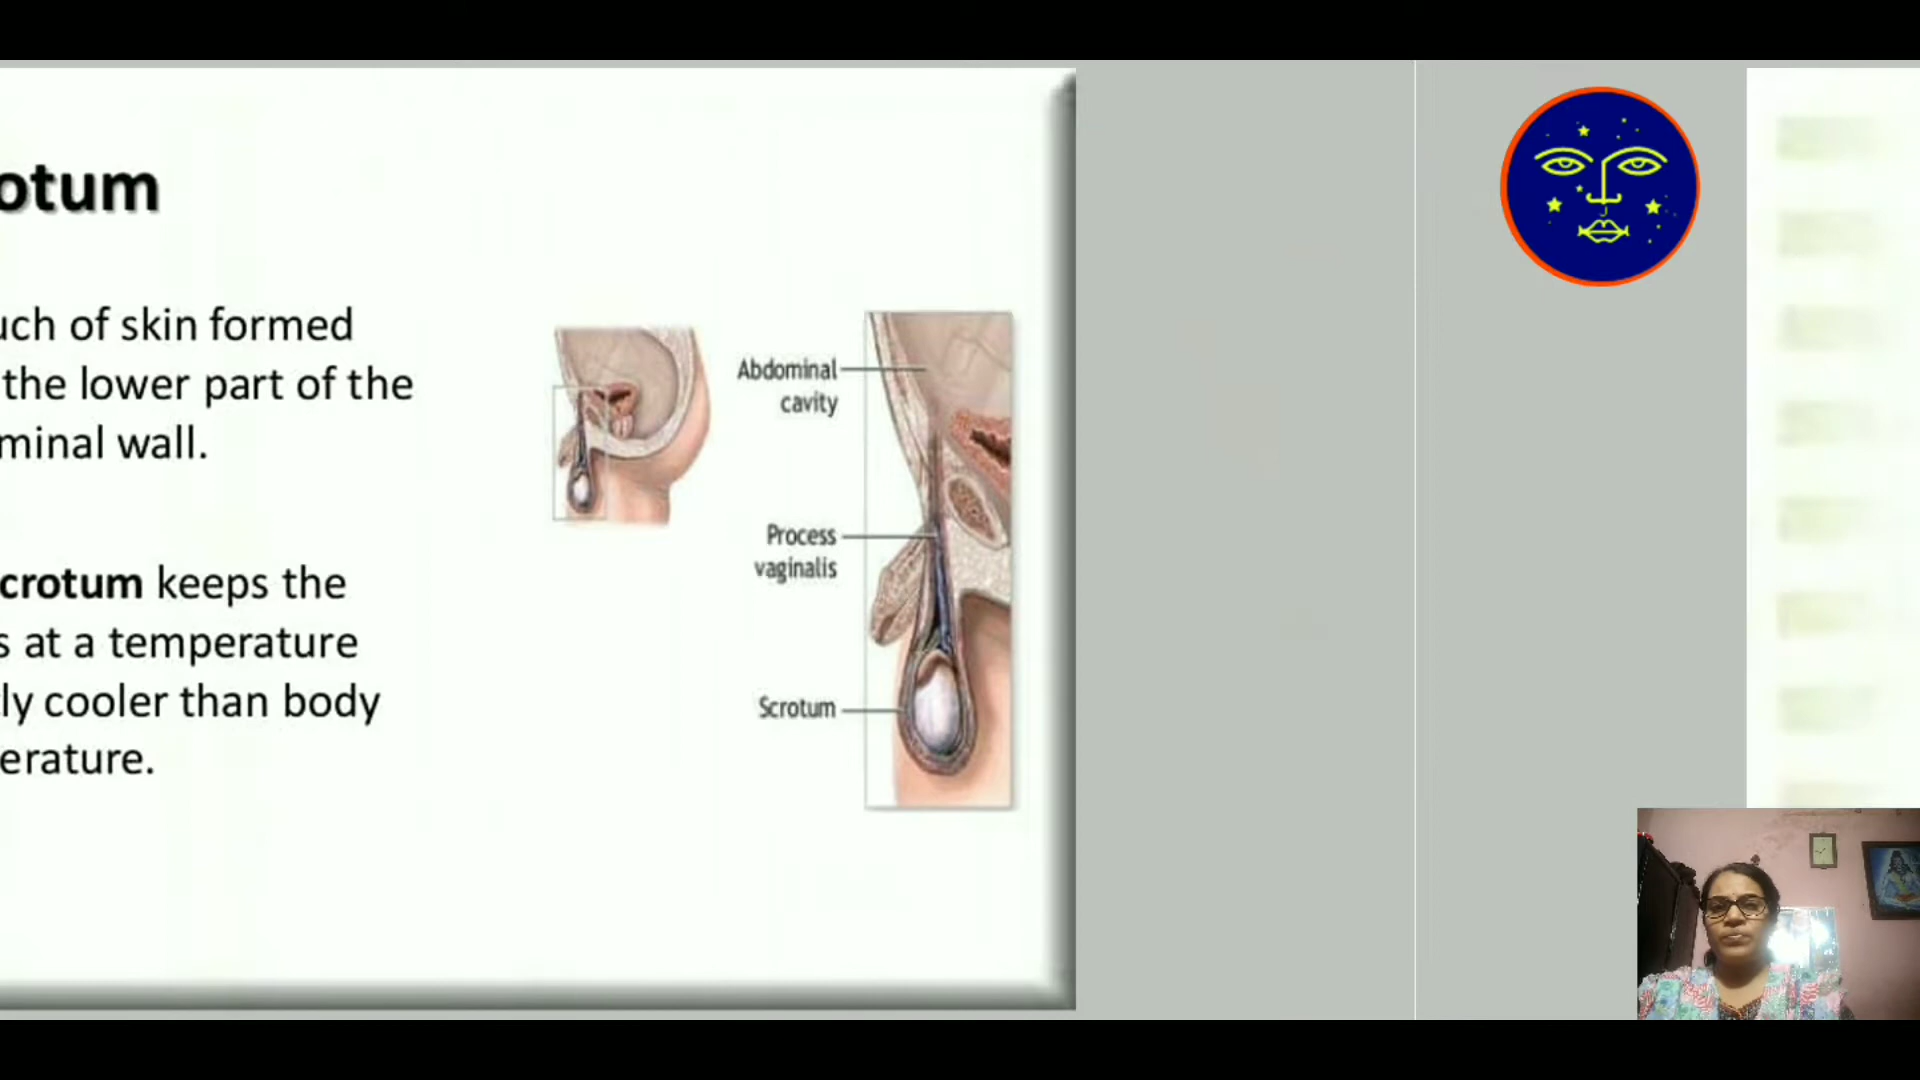 otum
uch of skin formed
the lower part of the
minal wall.
crotum keeps the
s at a temperature
ly cooler than body
erature.
Abdominal
cavity
Process
vaginalis
Scrotum